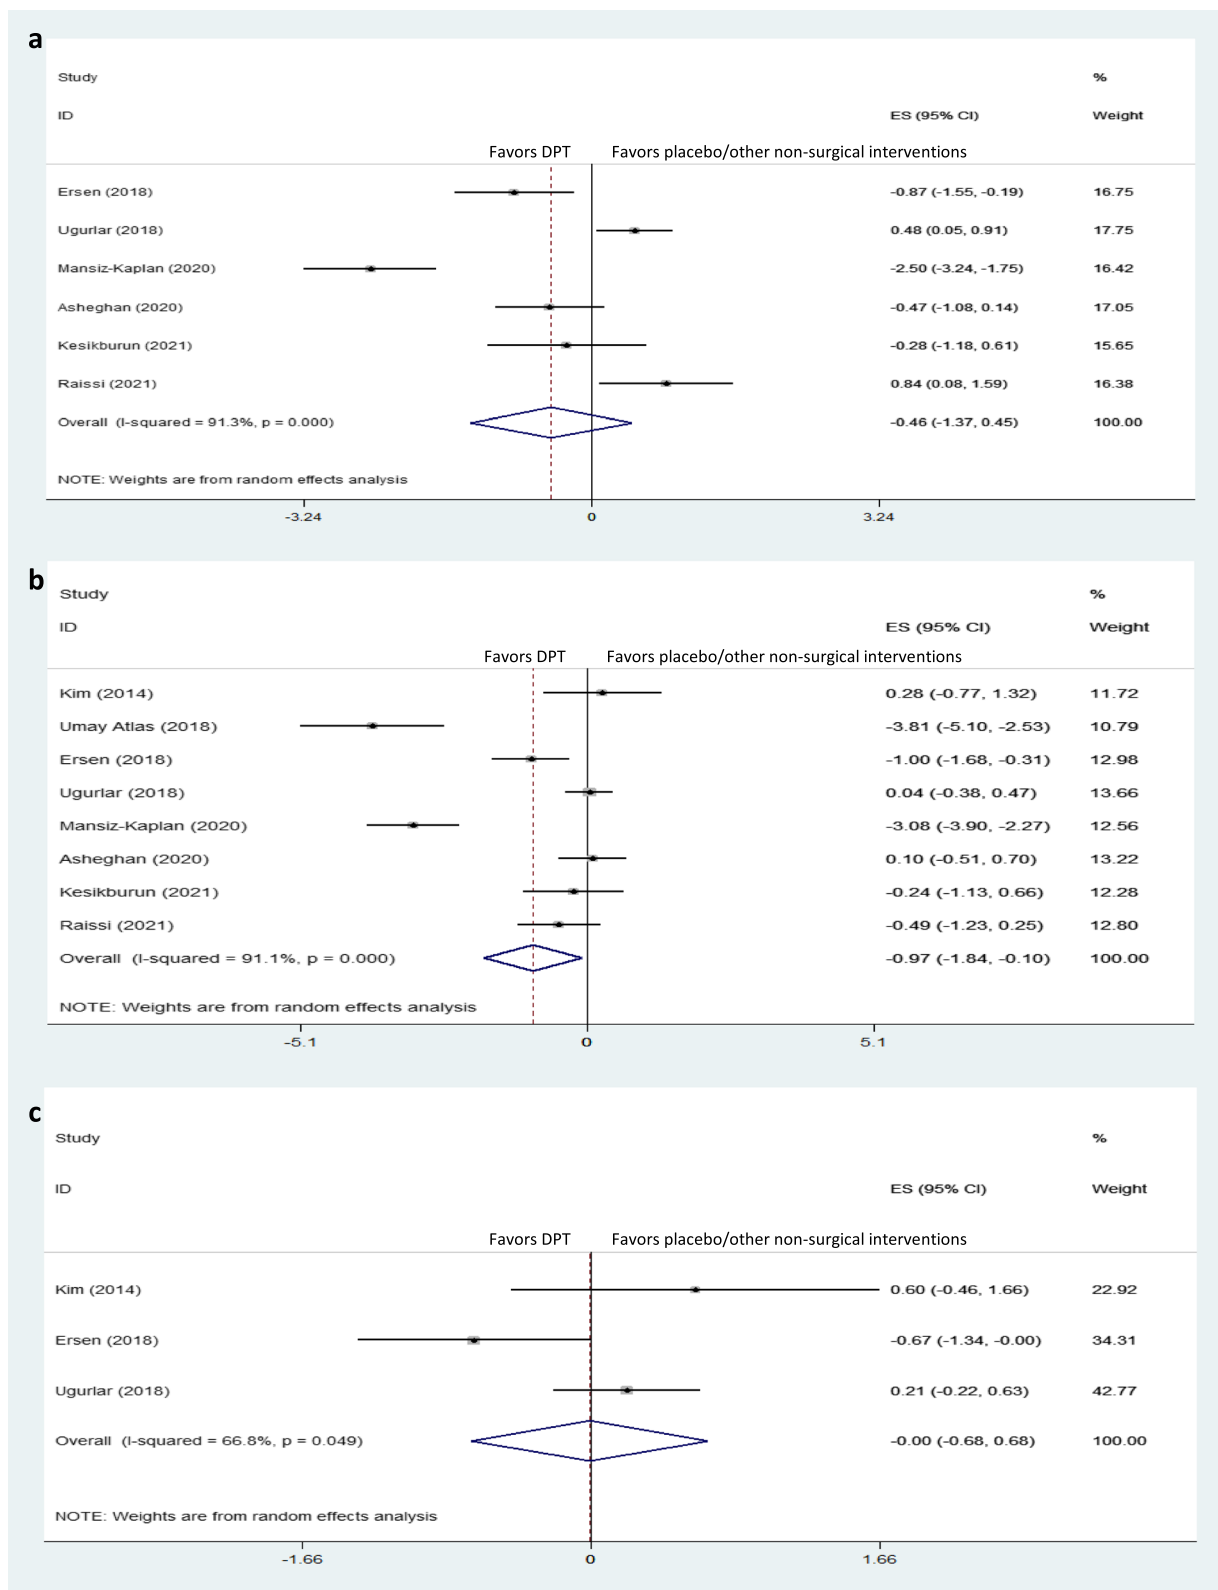 a
Study %
ID ES (95% CI) Weight
Favors DPT Favors placebo/other non-surgical interventions
Ersen (2018) -0.87 (-1.55, -0.19) 16.75
Ugurlar (2018) 0.48 (0.05, 0.91) 17.75
Mansiz-Kaplan (2020) -2.50 (-3.24, -1.75) 16.42
Asheghan (2020) -0.47 (-1.08, 0.14) 17.05
Kesikburun (2021) -0.28 (-1.18, 0.61) 15.65
Raissi (2021) 0.84 (0.08, 1.59) 16.38
Overall (I-squared = 91.3%, p = 0.000) -0.46 (-1.37, 0.45) 100.00
NOTE: Weights are from random effects analysis
-3.24 0 3.24
b
Study %
ID ES (95% CI) Weight
Favors DPT Favors placebo/other non-surgical interventions
Kim (2014) 0.28 (-0.77, 1.32) 11.72
Umay Atlas (2018) -3.81 (-5.10, -2.53) 10.79
Ersen (2018) -1.00 (-1.68, -0.31) 12.98
Ugurlar (2018) 0.04 (-0.38, 0.47) 13.66
Mansiz-Kaplan (2020) -3.08 (-3.90, -2.27) 12.56
Asheghan (2020) 0.10 (-0.51, 0.70) 13.22
Kesikburun (2021) -0.24 (-1.13, 0.66) 12.28
Raissi (2021) -0.49 (-1.23, 0.25) 12.80
Overall (I-squared = 91.1%, p = 0.000) -0.97 (-1.84, -0.10) 100.00
NOTE: Weights are from random effects analysis
-5.1 0 5.1
c
Study %
ID ES (95% CI) Weight
Favors DPT Favors placebo/other non-surgical interventions
Kim (2014) 0.60 (-0.46, 1.66) 22.92
Ersen (2018) -0.67 (-1.34, -0.00) 34.31
Ugurlar (2018) 0.21 (-0.22, 0.63) 42.77
Overall (I-squared = 66.8%, p = 0.049) -0.00 (-0.68, 0.68) 100.00
NOTE: Weights are from random effects analysis
-1.66 0 1.66